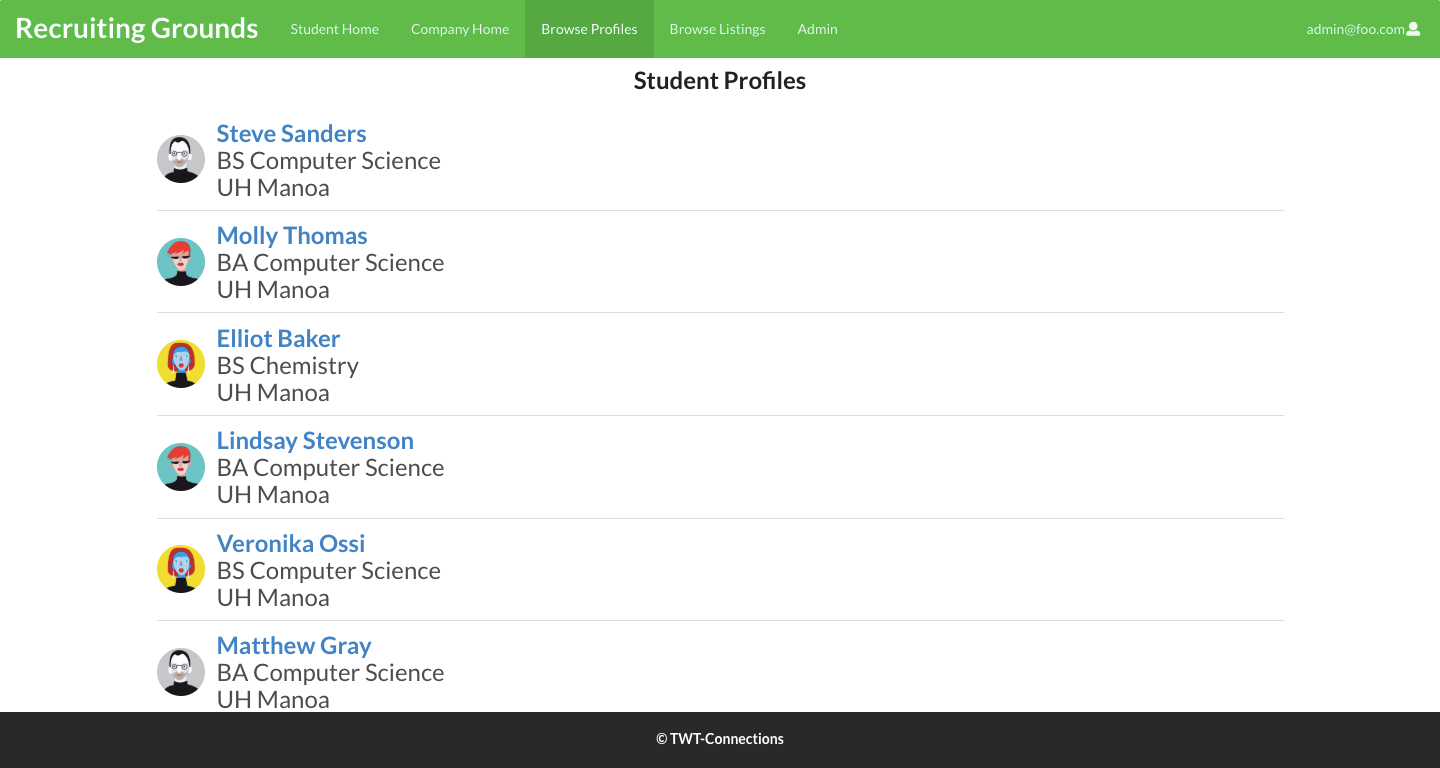 Recruiting Grounds Student Home Company Home Browse Profiles Browse Listings Admin admin@foo.com
Student Profiles
Steve Sanders
BS Computer Science
UH Manoa
Molly Thomas
BA Computer Science
UH Manoa
Elliot Baker
BS Chemistry
UH Manoa
Lindsay Stevenson
BA Computer Science
UH Manoa
Veronika Ossi
BS Computer Science
UH Manoa
Matthew Gray
BA Computer Science
UH Manoa
© TWT-Connections